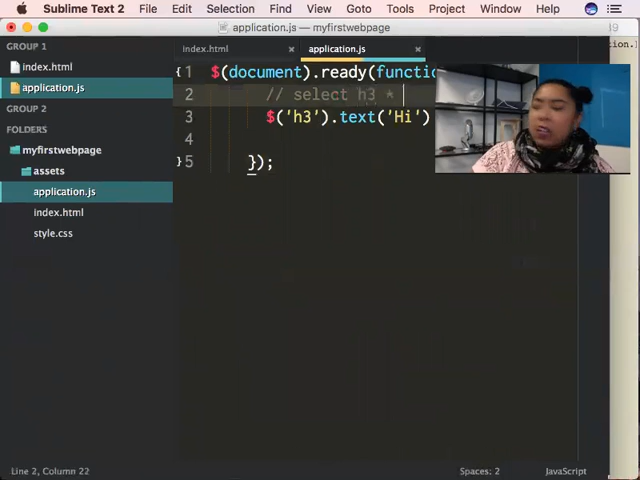 Sublime Text 2 File Edit Selection Find View Goto Tools Project Window Help
application.js — myfirstwebpage
GROUP 1
index.html
application.js
GROUP 2
FOLDERS
myfirstwebpage
assets
application.js
index.html
style.css
index.html × application.js ×
1 $(document).ready(functio
2 // select h3 *
3 $('h3').text('Hi')
4
5 });
Line 2, Column 22 Spaces: 2 JavaScript